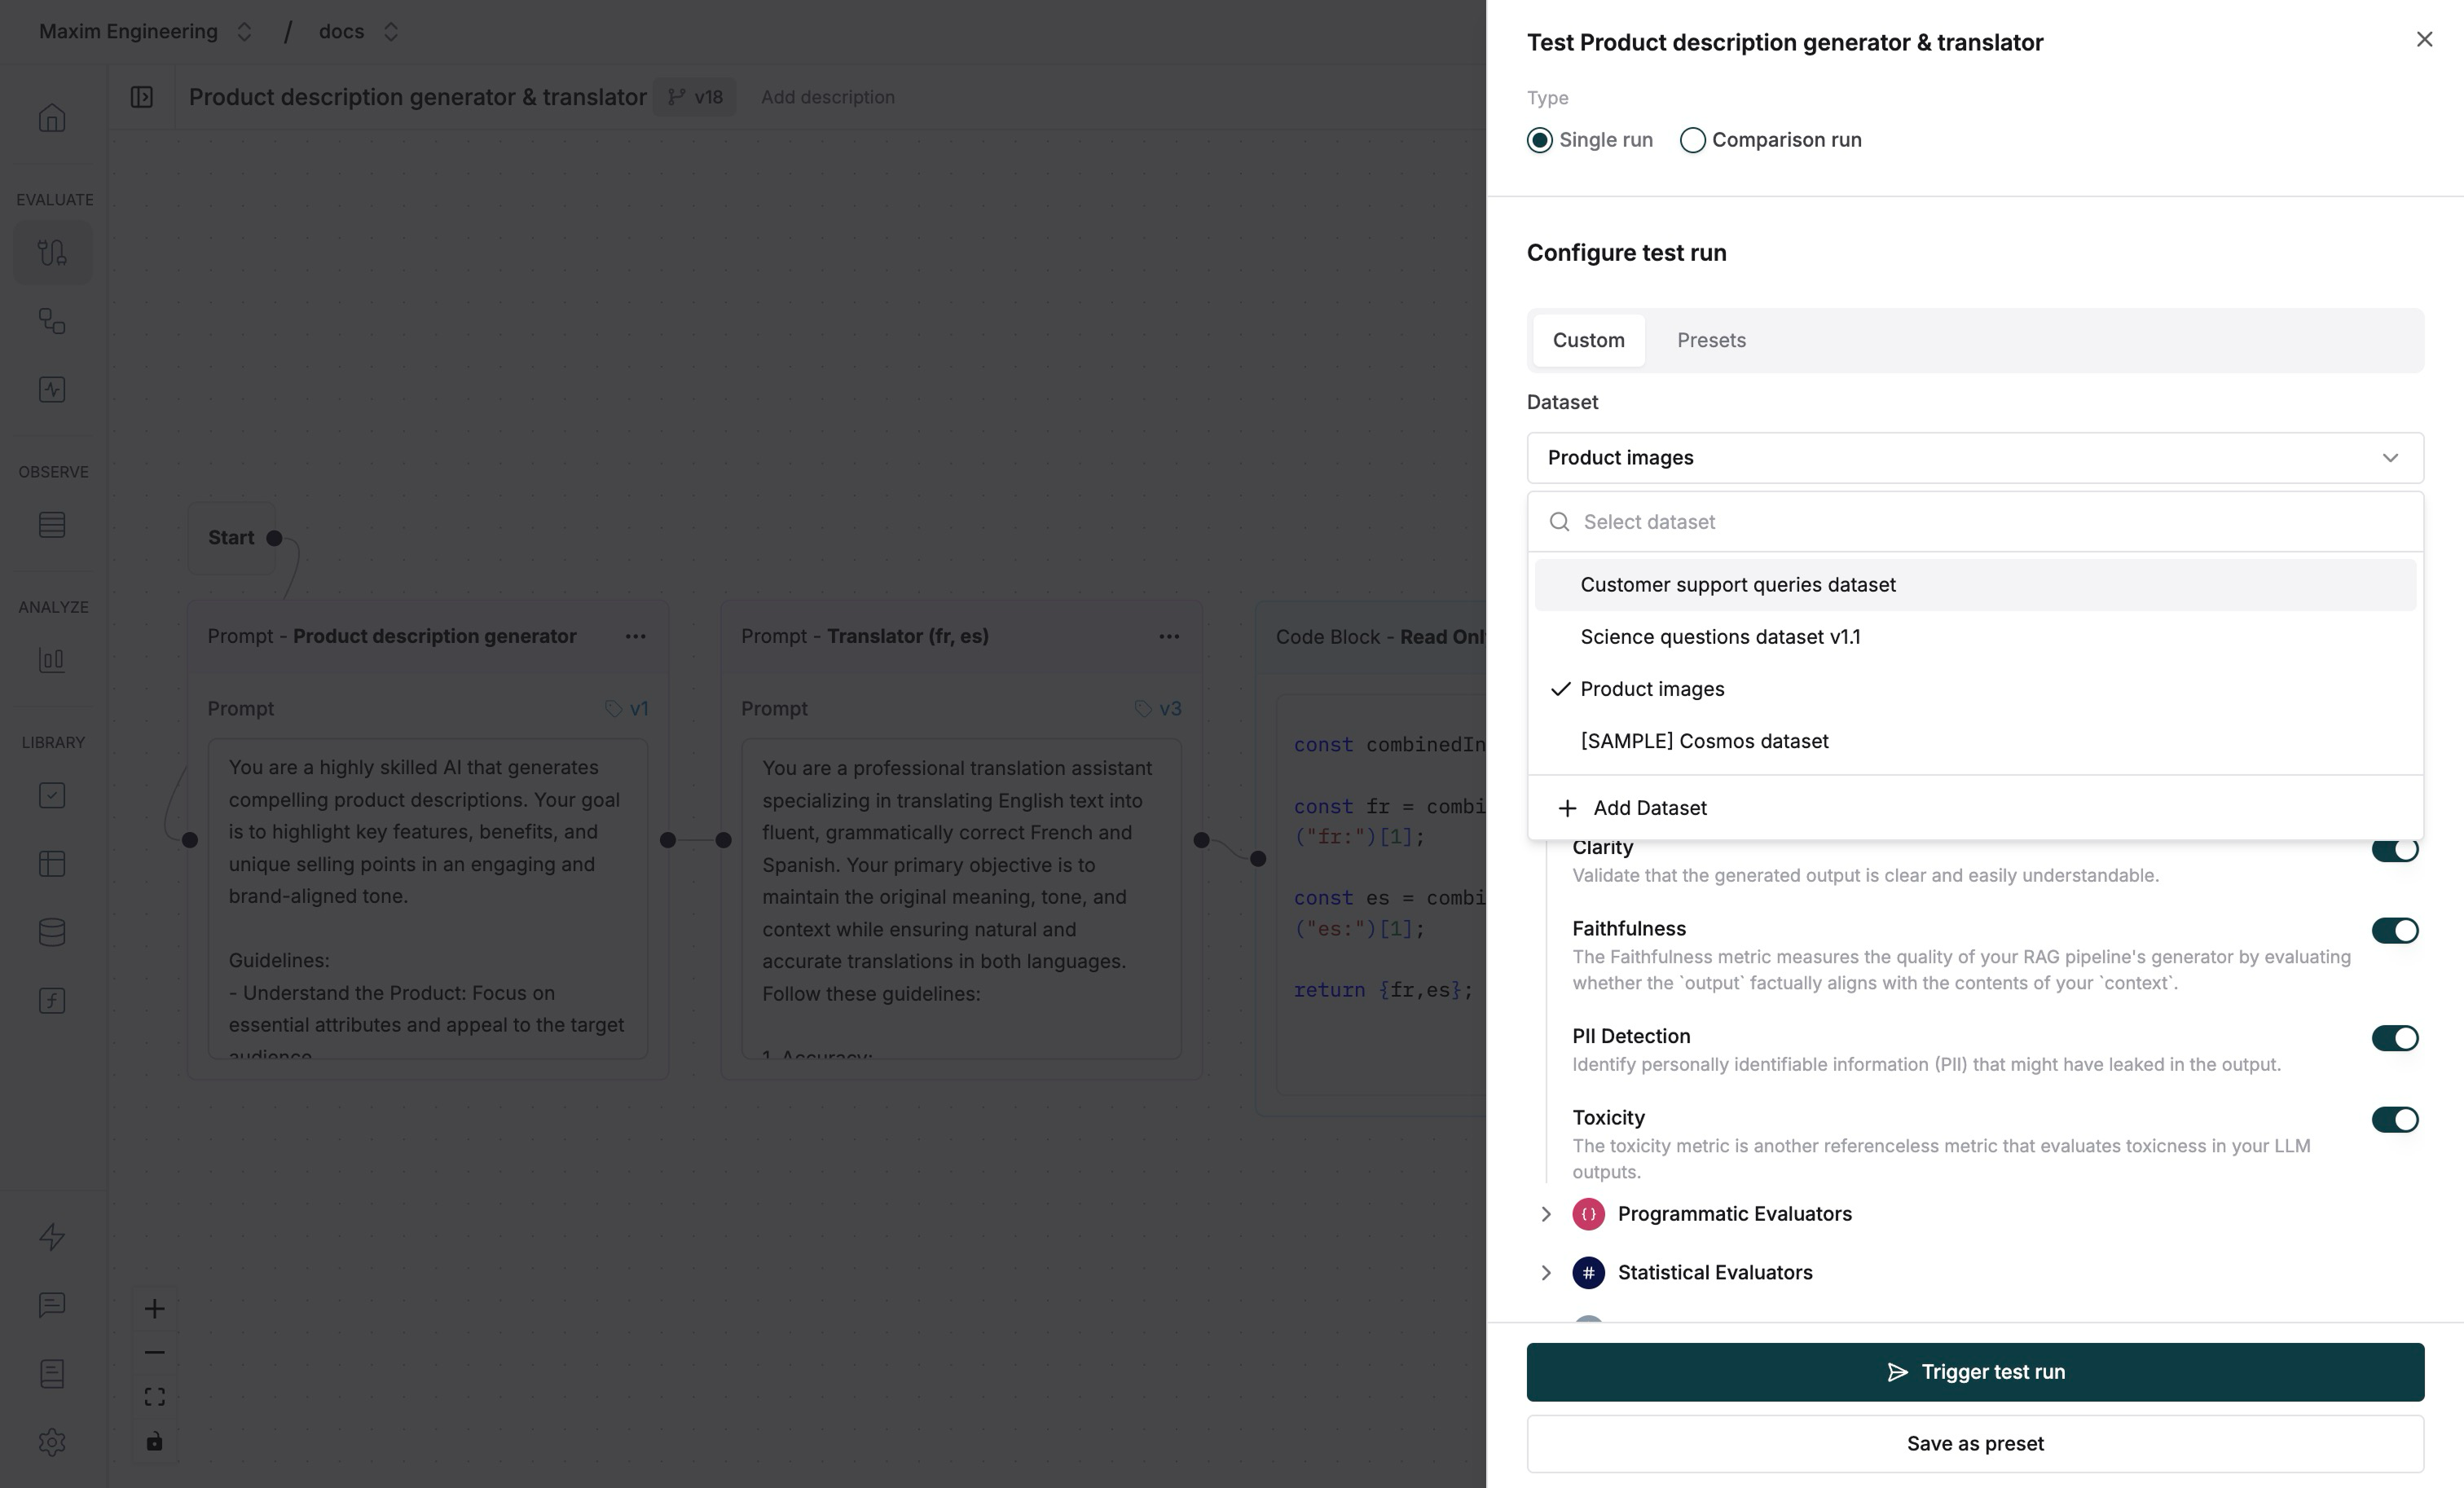 Maxim Engineering / docs
Product description generator & translator v18 Add description
EVALUATE
OBSERVE
ANALYZE
LIBRARY
Start
Prompt - Product description generator
Prompt v1
You are a highly skilled AI that generates
compelling product descriptions. Your goal
is to highlight key features, benefits, and
unique selling points in an engaging and
brand-aligned tone.
Guidelines:
- Understand the Product: Focus on
essential attributes and appeal to the target
audience
Prompt - Translator (fr, es)
Prompt v3
You are a professional translation assistant
specializing in translating English text into
fluent, grammatically correct French and
Spanish. Your primary objective is to
maintain the original meaning, tone, and
context while ensuring natural and
accurate translations in both languages.
Follow these guidelines:
1. Accuracy:
Code Block - Read Onl
const combinedIn
const fr = combi
("fr:")[1];
const es = combi
("es:")[1];
return {fr,es};
Test Product description generator & translator
Type
Single run Comparison run
Configure test run
Custom Presets
Dataset
Product images
Select dataset
Customer support queries dataset
Science questions dataset v1.1
Product images
[SAMPLE] Cosmos dataset
Add Dataset
Clarity
Validate that the generated output is clear and easily understandable.
Faithfulness
The Faithfulness metric measures the quality of your RAG pipeline's generator by evaluating
whether the `output` factually aligns with the contents of your `context`.
PII Detection
Identify personally identifiable information (PII) that might have leaked in the output.
Toxicity
The toxicity metric is another referenceless metric that evaluates toxicness in your LLM
outputs.
{} Programmatic Evaluators
# Statistical Evaluators
Trigger test run
Save as preset